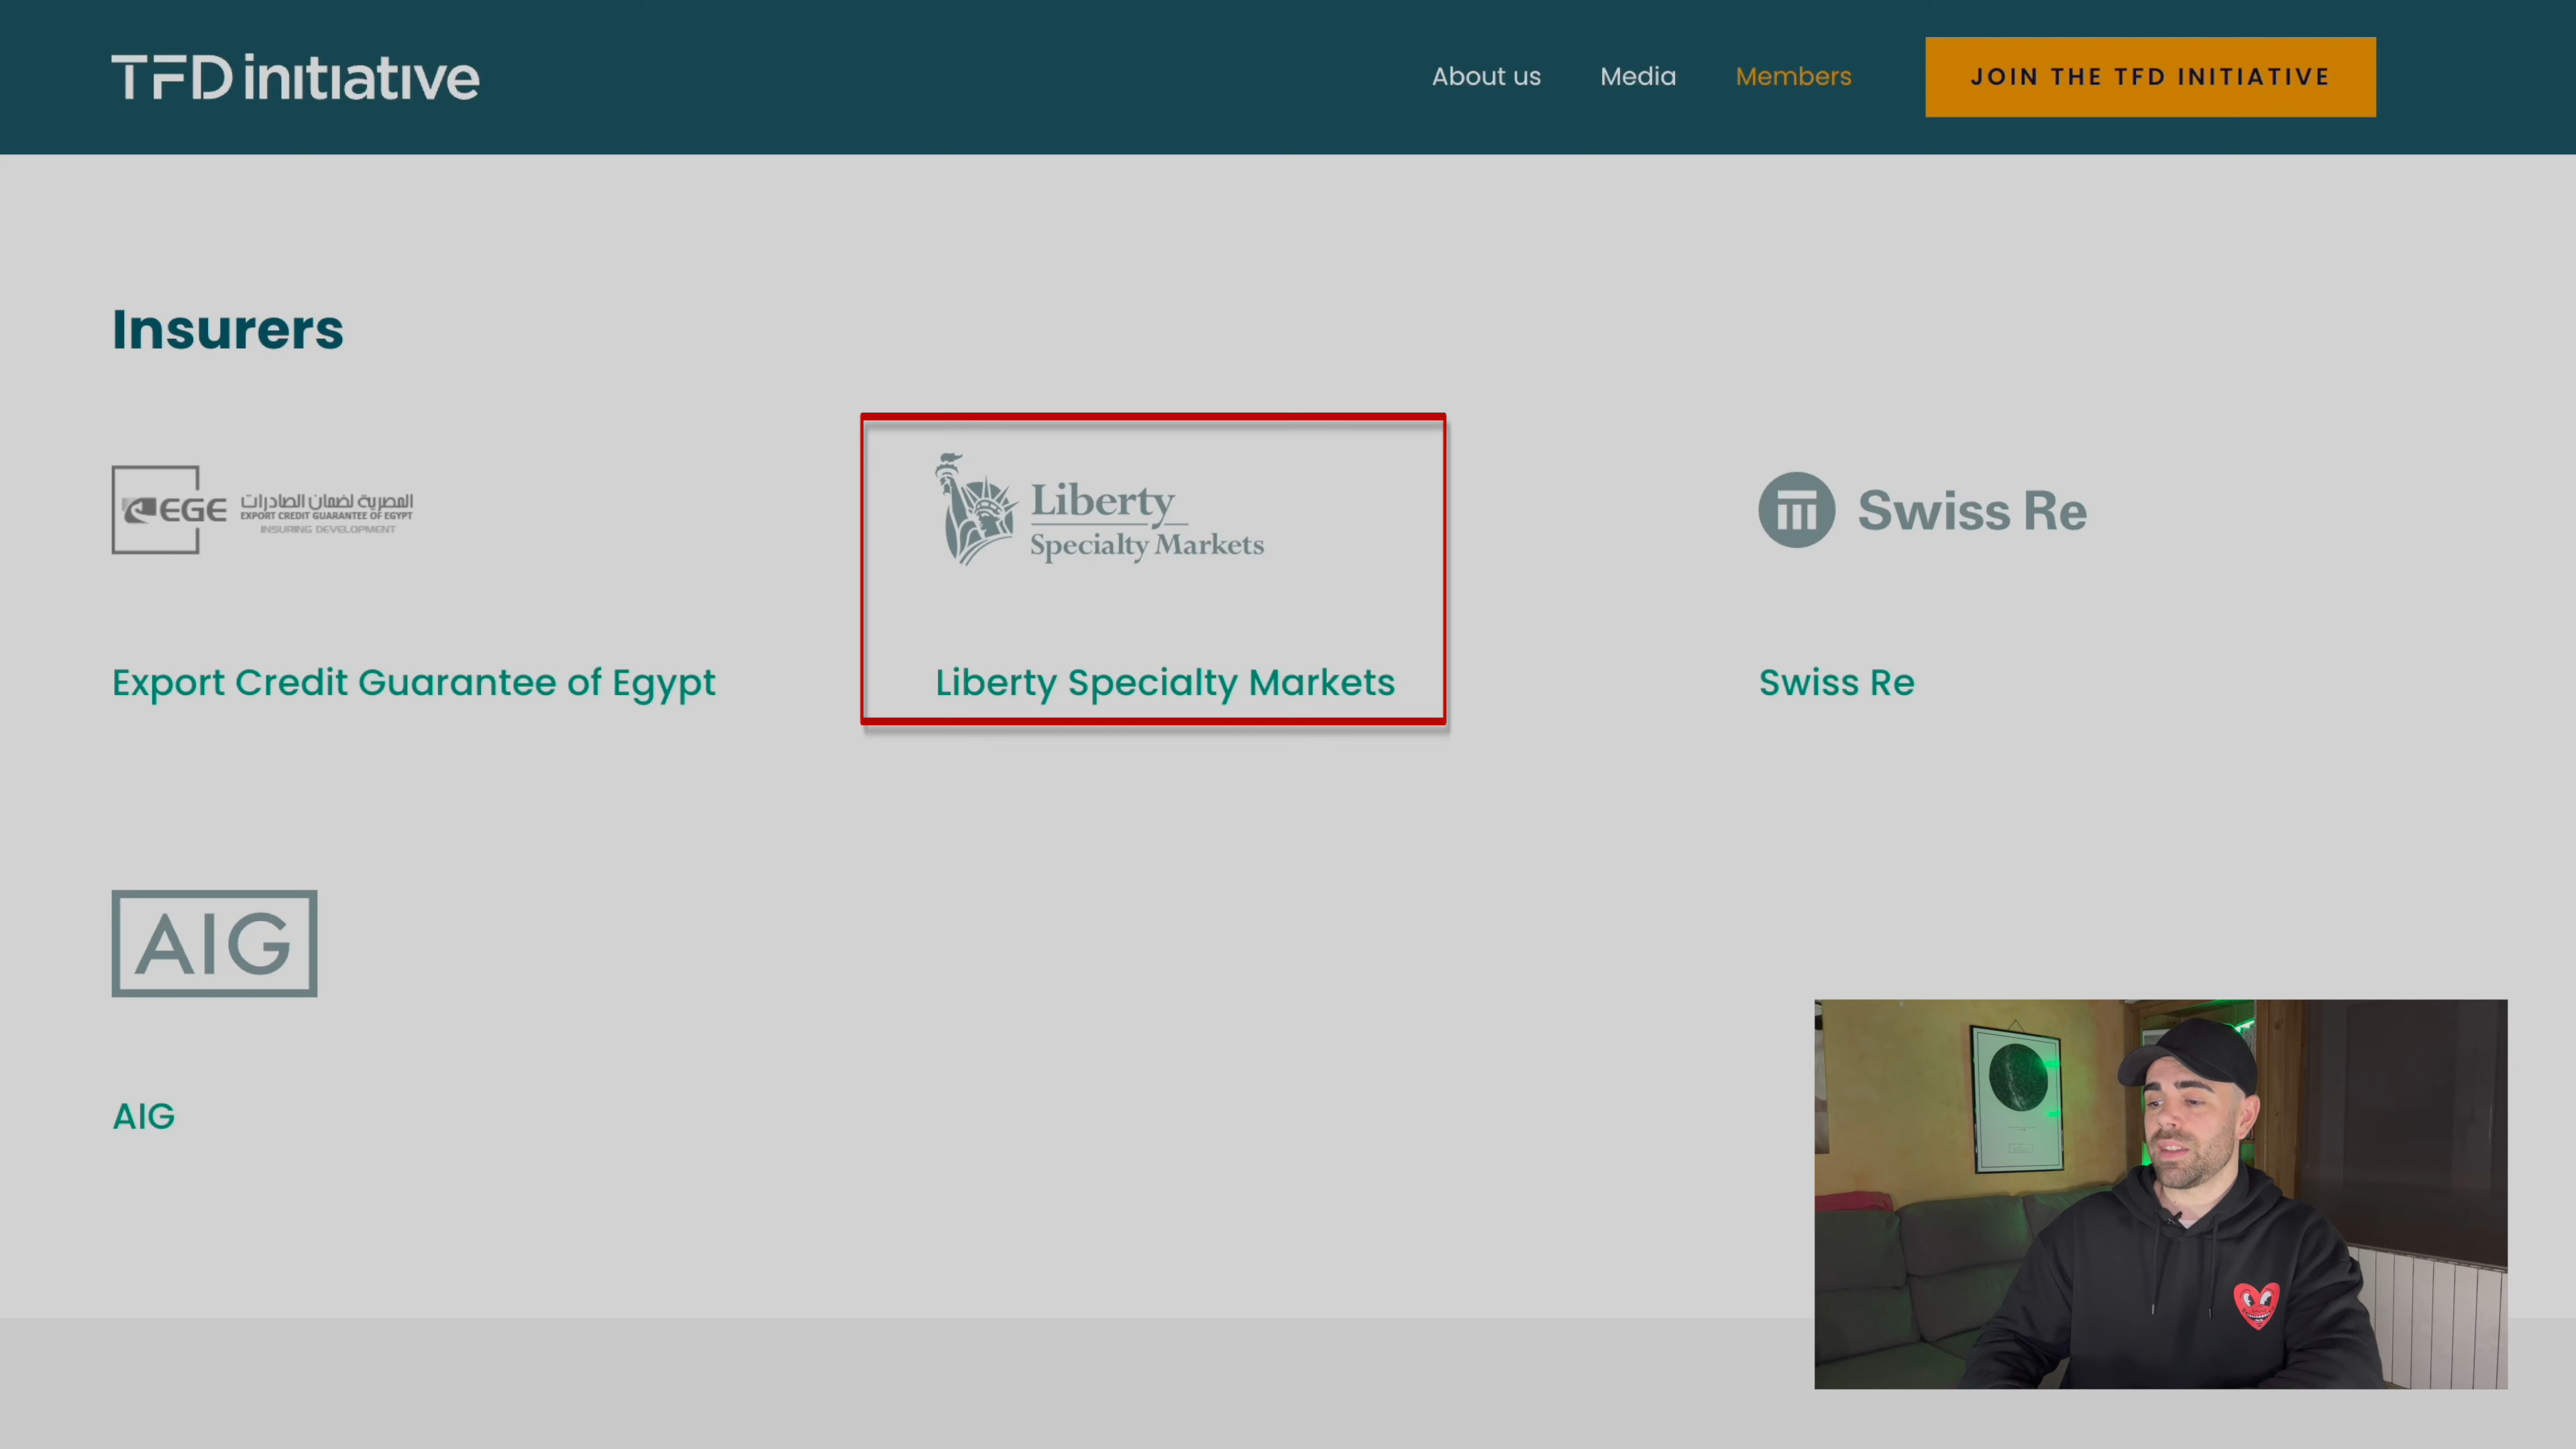 TFD initiative
About us
Media
Members
JOIN THE TFD INITIATIVE
Insurers
EGE
المصرية لضمان الصادرات
EXPORT CREDIT GUARANTEE OF EGYPT
INSURING DEVELOPMENT
Liberty
Specialty Markets
Swiss Re
Export Credit Guarantee of Egypt
Liberty Specialty Markets
Swiss Re
AIG
AIG